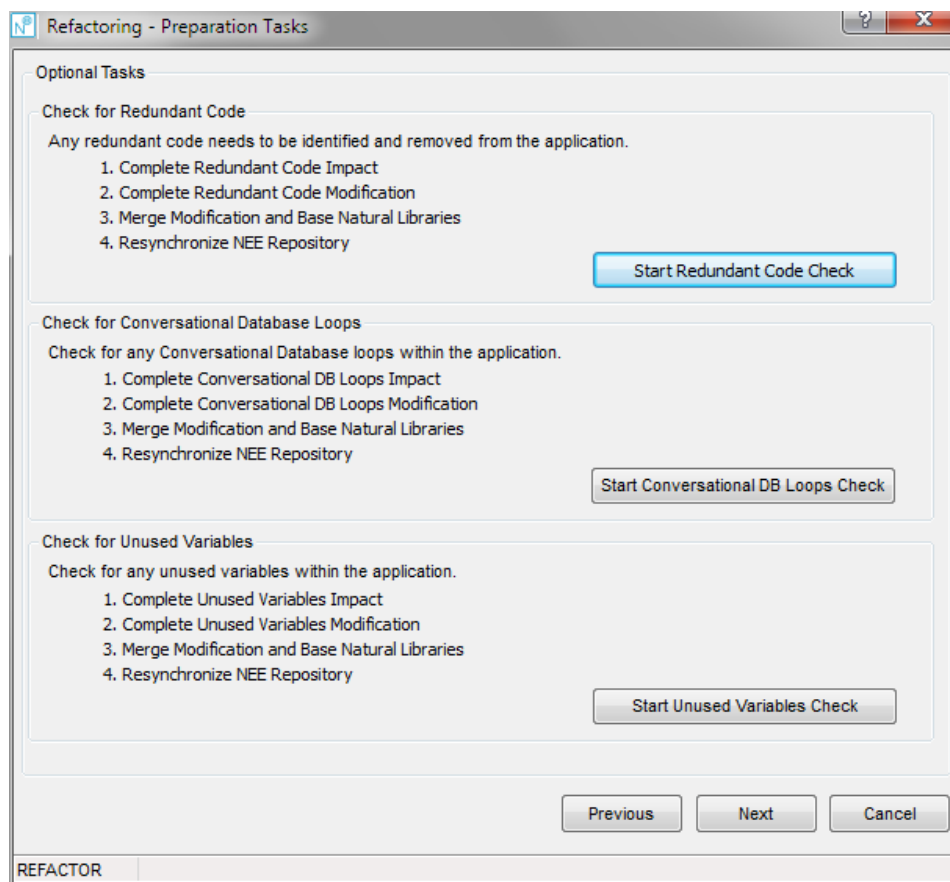 Refactoring - Preparation Tasks
Optional Tasks
Check for Redundant Code
Any redundant code needs to be identified and removed from the application.
1. Complete Redundant Code Impact
2. Complete Redundant Code Modification
3. Merge Modification and Base Natural Libraries
4. Resynchronize NEE Repository
Start Redundant Code Check
Check for Conversational Database Loops
Check for any Conversational Database loops within the application.
1. Complete Conversational DB Loops Impact
2. Complete Conversational DB Loops Modification
3. Merge Modification and Base Natural Libraries
4. Resynchronize NEE Repository
Start Conversational DB Loops Check
Check for Unused Variables
Check for any unused variables within the application.
1. Complete Unused Variables Impact
2. Complete Unused Variables Modification
3. Merge Modification and Base Natural Libraries
4. Resynchronize NEE Repository
Start Unused Variables Check
Previous Next Cancel
REFACTOR